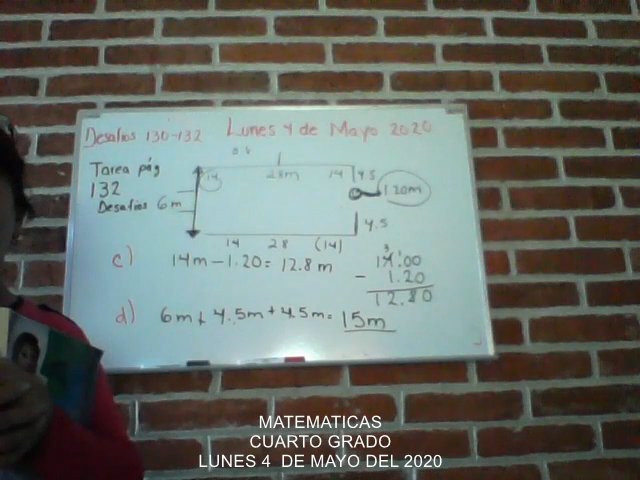 Desafios 130-132 Lunes 4 de Mayo 2020
Tarea pág
132
Desafios 6m
14 28m 14 4.5
1.20m
4.5
14 28 (14)
c) 14m - 1.20 = 12.8 m
14.00
- 1.20
12.80
d) 6m + 4.5m + 4.5m = 15m
MATEMATICAS
CUARTO GRADO
LUNES 4 DE MAYO DEL 2020